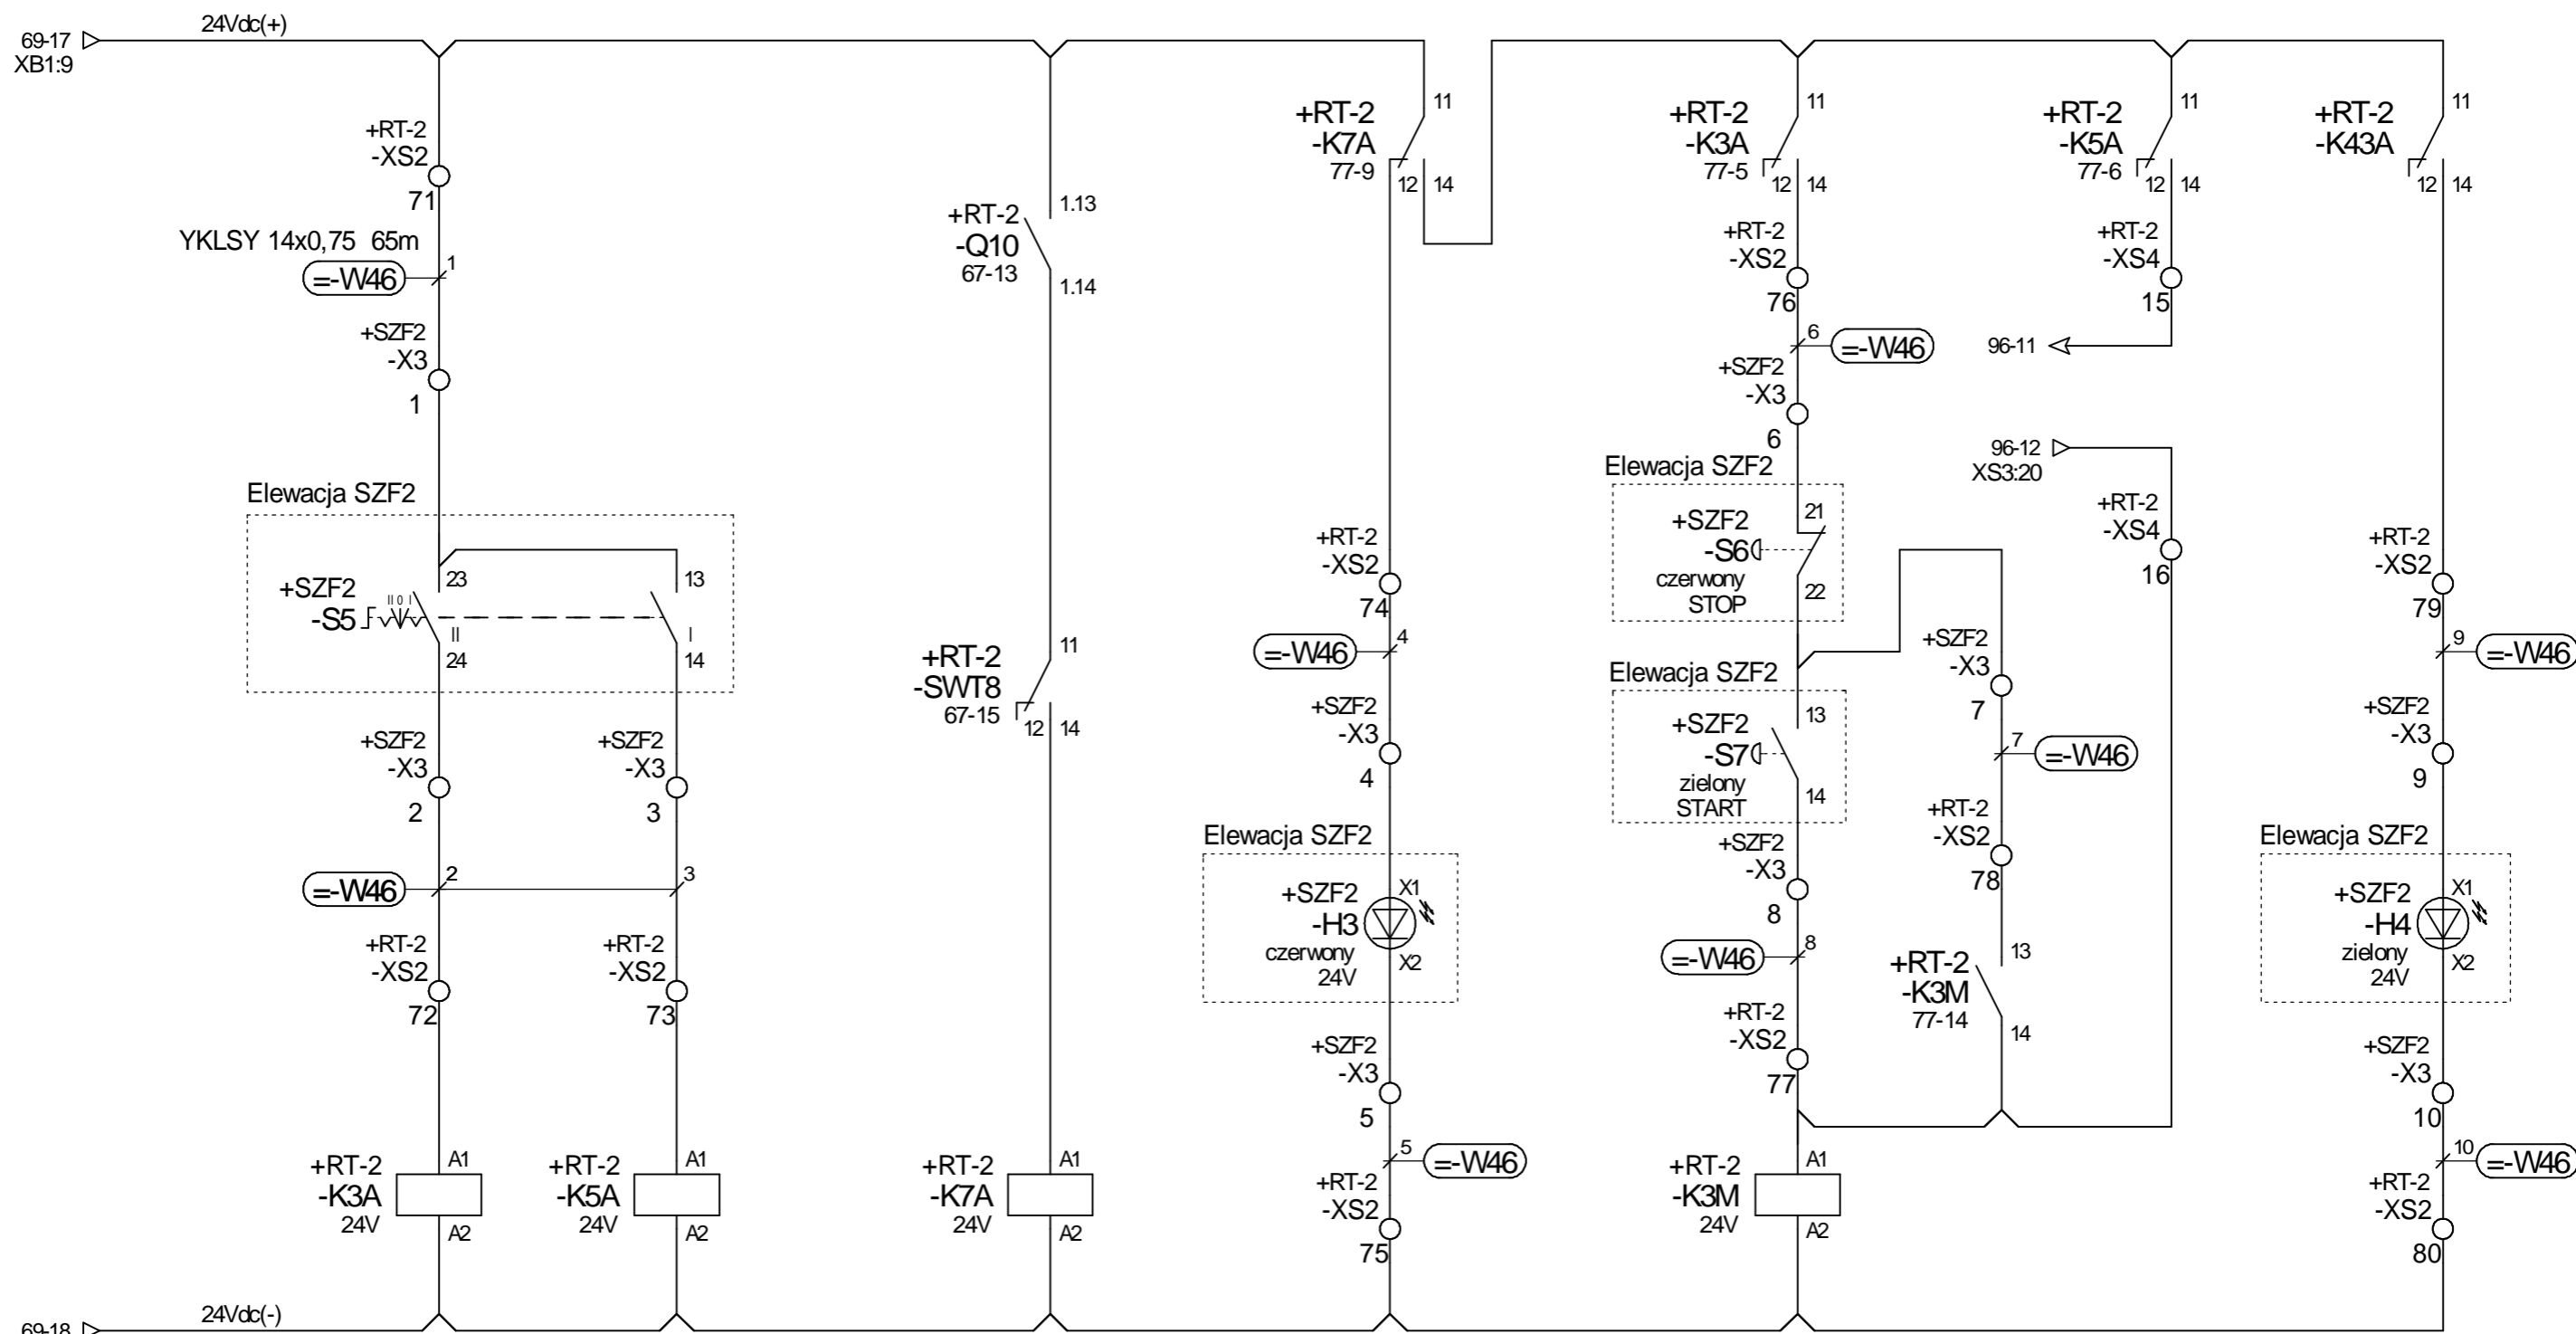 24Vdc(+)
69-17
XB1:9
+RT-2
-XS2
71
YKLSY 14x0,75 65m
=-W46
1
+SZF2
-X3
1
Elewacja SZF2
+SZF2
-S5
II 0 I
23
II
24
13
I
14
+SZF2
-X3
2
+SZF2
-X3
3
=-W46
2
3
+RT-2
-XS2
72
+RT-2
-XS2
73
+RT-2
-K3A
24V
A1
A2
+RT-2
-K5A
24V
A1
A2
+RT-2
-Q10
67-13
1.13
1.14
+RT-2
-SWT8
67-15
11
12
14
+RT-2
-K7A
24V
A1
A2
+RT-2
-K7A
77-9
11
12
14
+RT-2
-XS2
74
=-W46
4
+SZF2
-X3
4
Elewacja SZF2
+SZF2
-H3
czerwony
24V
X1
X2
+SZF2
-X3
5
5
=-W46
+RT-2
-XS2
75
+RT-2
-K3A
77-5
11
12
14
+RT-2
-XS2
76
6
=-W46
+SZF2
-X3
6
Elewacja SZF2
+SZF2
-S6
czerwony
STOP
21
22
Elewacja SZF2
+SZF2
-S7
zielony
START
13
14
+SZF2
-X3
8
=-W46
8
+RT-2
-XS2
77
+RT-2
-K3M
24V
A1
A2
+SZF2
-X3
7
7
=-W46
+RT-2
-XS2
78
+RT-2
-K3M
77-14
13
14
+RT-2
-K5A
77-6
11
12
14
+RT-2
-XS4
15
96-11
96-12
XS3:20
+RT-2
-XS4
16
+RT-2
-K43A
11
12
14
+RT-2
-XS2
79
9
=-W46
+SZF2
-X3
9
Elewacja SZF2
+SZF2
-H4
zielony
24V
X1
X2
+SZF2
-X3
10
10
=-W46
+RT-2
-XS2
80
24Vdc(-)
69-18